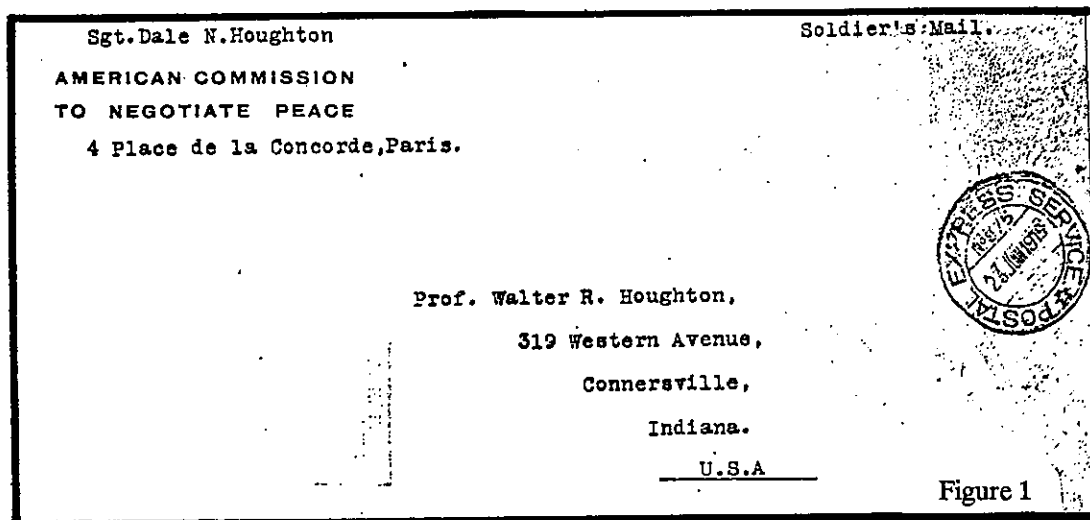 Sgt.Dale N.Houghton
Soldier's Mail.
AMERICAN COMMISSION
TO NEGOTIATE PEACE
4 Place de la Concorde,Paris.
POSTAL EXPRESS SERVICE
Prof. Walter R. Houghton,
319 Western Avenue,
Connersville,
Indiana.
U.S.A
Figure 1